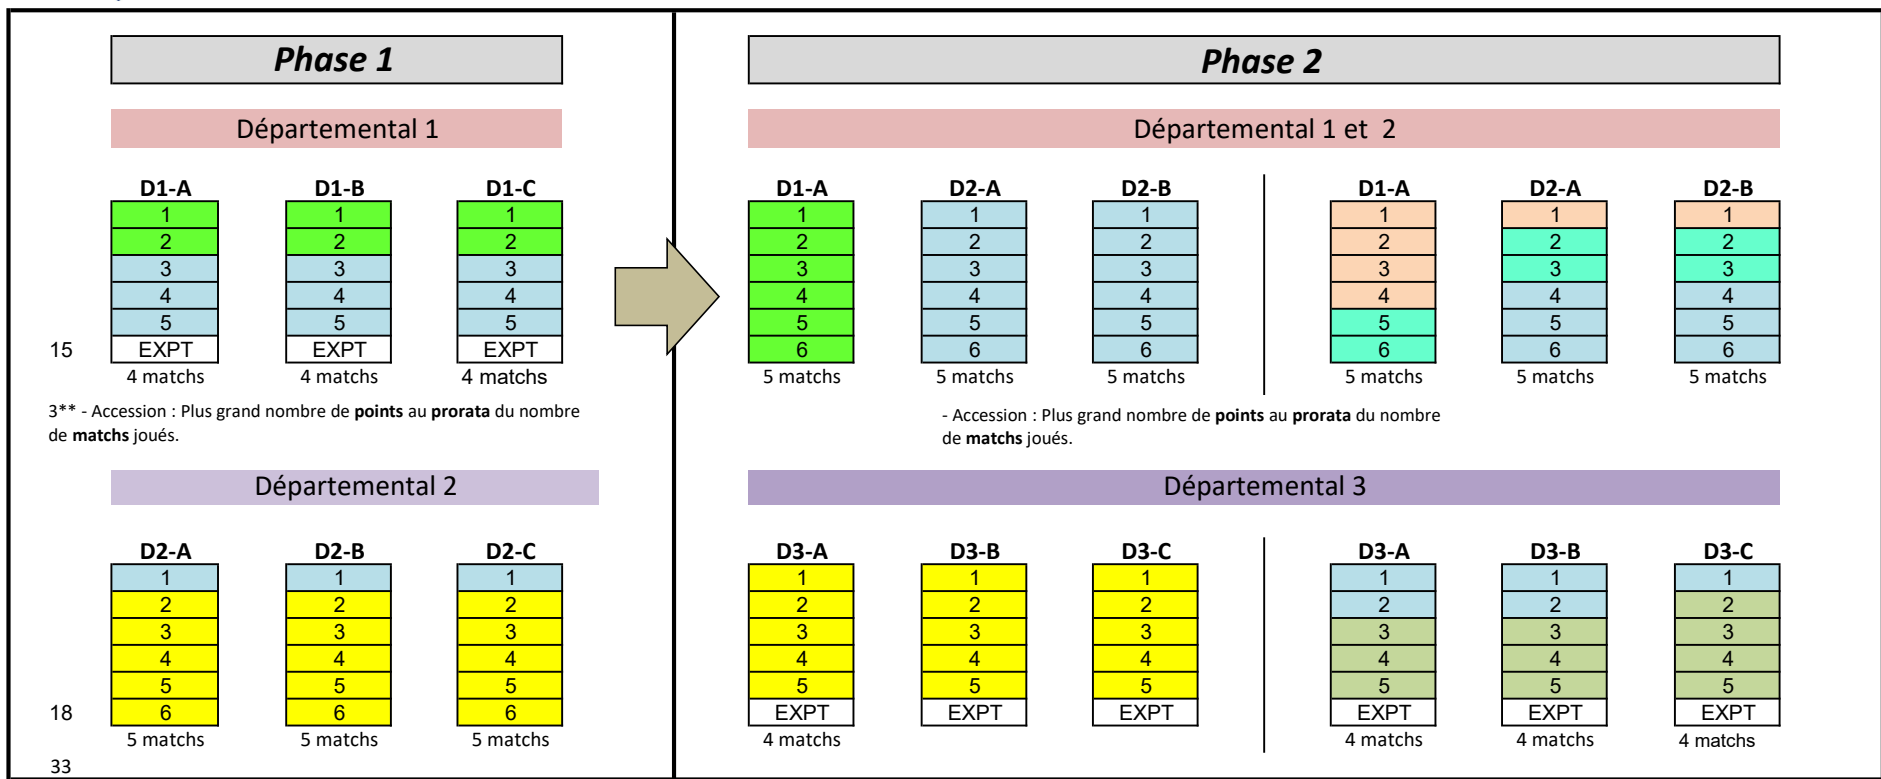 Phase 1
Phase 2
Départemental 1
Départemental 1 et 2
D1-A D1-B D1-C D1-A D2-A D2-B D1-A D2-A D2-B
1 1 1 1 1 1 1 1 1
2 2 2 2 2 2 2 2 2
3 3 3 3 3 3 3 3 3
4 4 4 4 4 4 4 4 4
5 5 5 5 5 5 5 5 5
15 EXPT EXPT EXPT 6 6 6 6 6 6
4 matchs 4 matchs 4 matchs 5 matchs 5 matchs 5 matchs 5 matchs 5 matchs 5 matchs
3** - Accession : Plus grand nombre de points au prorata du nombre
de matchs joués.
- Accession : Plus grand nombre de points au prorata du nombre
de matchs joués.
Départemental 2
Départemental 3
D2-A D2-B D2-C D3-A D3-B D3-C D3-A D3-B D3-C
1 1 1 1 1 1 1 1 1
2 2 2 2 2 2 2 2 2
3 3 3 3 3 3 3 3 3
4 4 4 4 4 4 4 4 4
5 5 5 5 5 5 5 5 5
18 6 6 6 EXPT EXPT EXPT EXPT EXPT EXPT
5 matchs 5 matchs 5 matchs 4 matchs 4 matchs 4 matchs 4 matchs
33